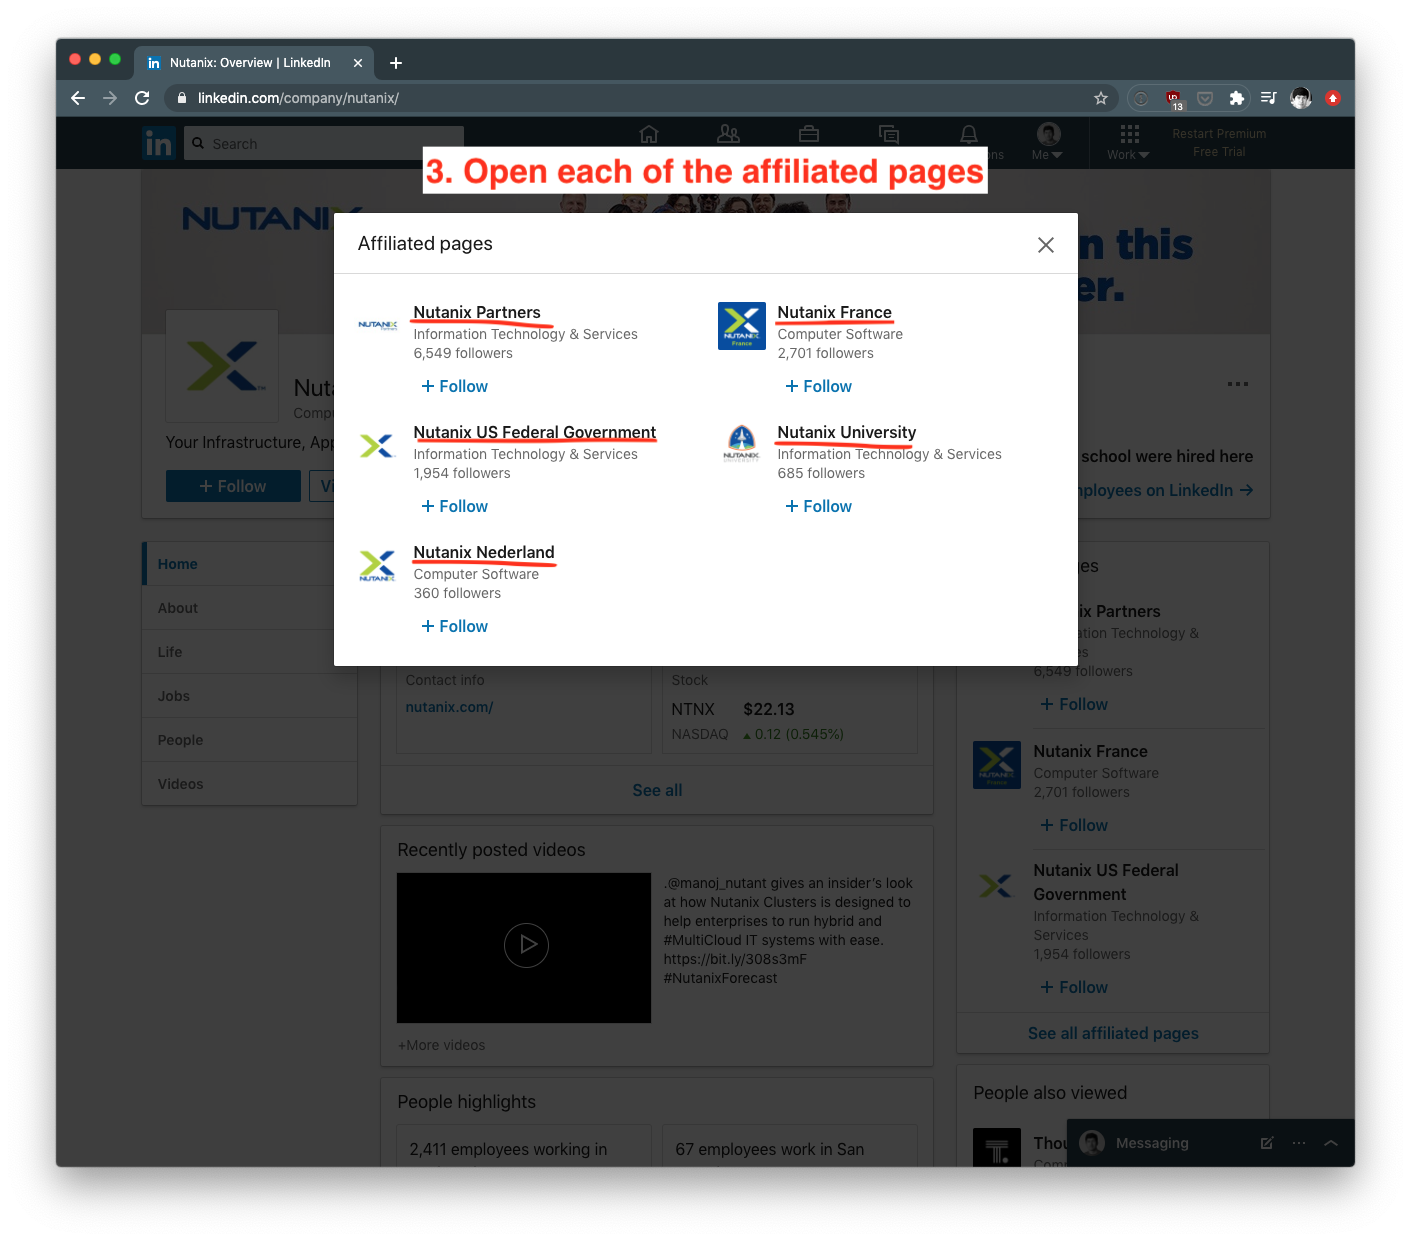 Nutanix: Overview | LinkedIn
linkedin.com/company/nutanix/
13
in
Search
Me
Work
Restart Premium
Free Trial
3. Open each of the affiliated pages
NUTANIX
n this
er.
Affiliated pages
Nutanix Partners
Information Technology & Services
6,549 followers
+ Follow
Nutanix France
Computer Software
2,701 followers
+ Follow
Nutanix US Federal Government
Information Technology & Services
1,954 followers
+ Follow
Nutanix University
Information Technology & Services
685 followers
+ Follow
Nutanix Nederland
Computer Software
360 followers
+ Follow
Nuta
Compu
Your Infrastructure, App
+ Follow
Vi
school were hired here
mployees on LinkedIn →
Home
About
Life
Jobs
People
Videos
Contact info
nutanix.com/
Stock
NTNX $22.13
NASDAQ ▲ 0.12 (0.545%)
See all
Recently posted videos
.@manoj_nutant gives an insider's look
at how Nutanix Clusters is designed to
help enterprises to run hybrid and
#MultiCloud IT systems with ease.
https://bit.ly/308s3mF
#NutanixForecast
+More videos
People highlights
2,411 employees working in
67 employees work in San
es
ix Partners
ation Technology &
es
6,549 followers
+ Follow
Nutanix France
Computer Software
2,701 followers
+ Follow
Nutanix US Federal
Government
Information Technology &
Services
1,954 followers
+ Follow
See all affiliated pages
People also viewed
Thou
Com
Messaging